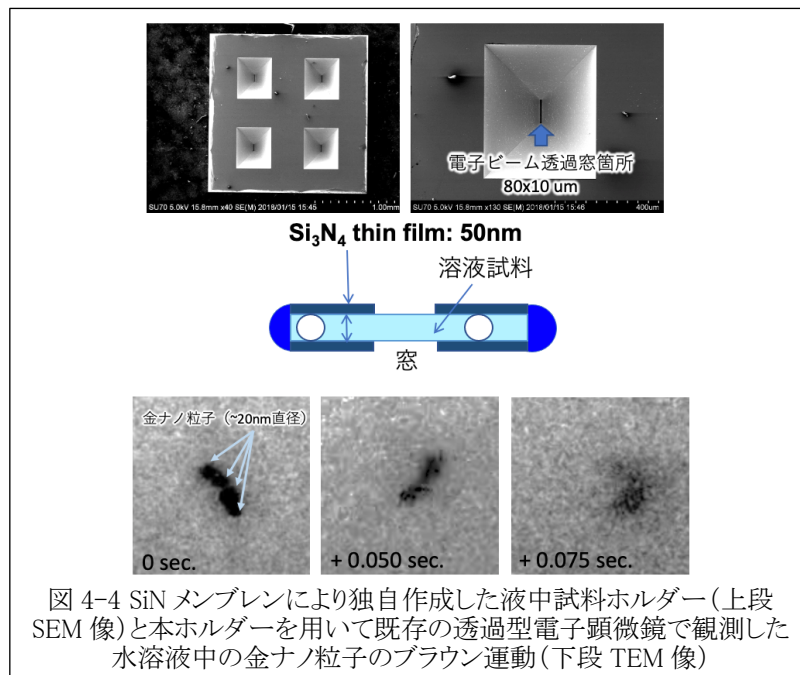 電子ビーム透過窓箇所
80x10 um
SU70 5.0kV 15.8mm x40 SE(M) 2018/01/15 15:45 1.00mm
SU70 5.0kV 15.8mm x130 SE(M) 2018/01/15 15:46 400um
Si3N4 thin film: 50nm
溶液試料
窓
金ナノ粒子（~20nm直径）
0 sec.
+ 0.050 sec.
+ 0.075 sec.
図 4-4 SiN メンブレンにより独自作成した液中試料ホルダー（上段
SEM 像）と本ホルダーを用いて既存の透過型電子顕微鏡で観測した
水溶液中の金ナノ粒子のブラウン運動（下段 TEM 像）